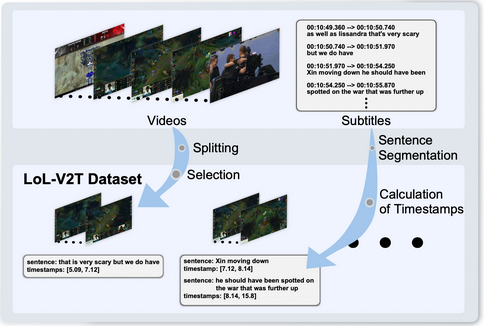 00:10:49.360 --> 00:10:50.740
as well as lissandra that's very scary
00:10:50.740 --> 00:10:51.970
but we do have
00:10:51.970 --> 00:10:54.250
Xin moving down he should have been
00:10:54.250 --> 00:10:55.870
spotted on the war that was further up
Videos
Subtitles
Splitting
Selection
Sentence
Segmentation
LoL-V2T Dataset
Calculation
of Timestamps
sentence: that is very scary but we do have
timestamps: [5.09, 7.12]
sentence: Xin moving down
timestamp: [7.12, 8.14]
sentence: he should have been spotted on
the war that was further up
timestamps: [8.14, 15.8]